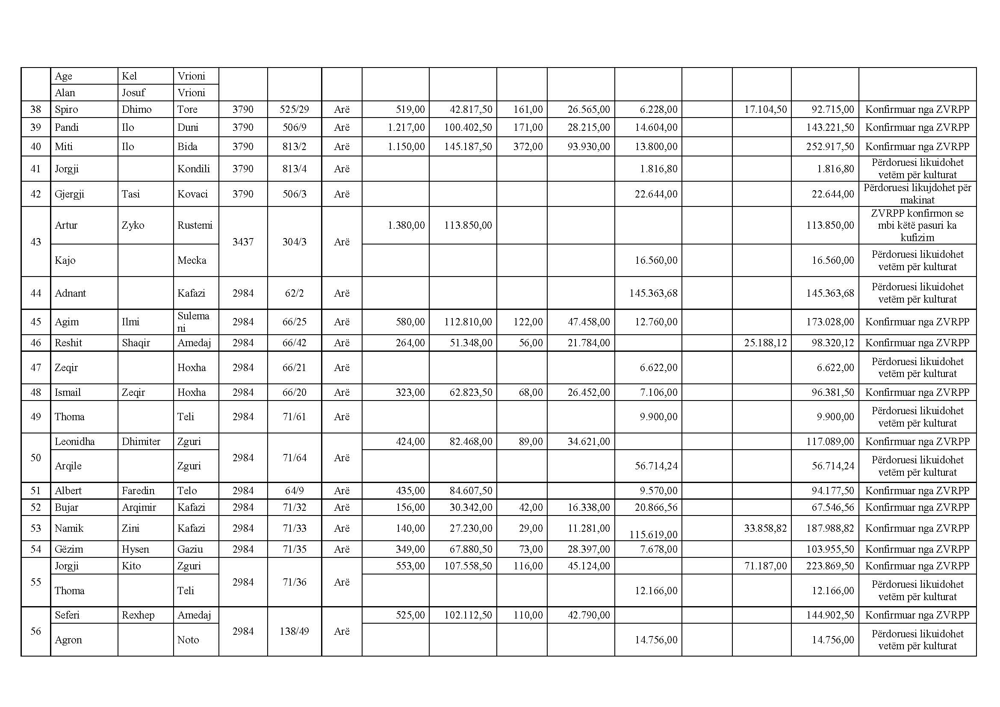 Age Kel Vrioni
Alan Josuf Vrioni
38 Spiro Dhimo Tore 3790 525/29 Arë 519,00 42.817,50 161,00 26.565,00 6.228,00 17.104,50 92.715,00 Konfirmuar nga ZVRPP
39 Pandi Ilo Duni 3790 506/9 Arë 1.217,00 100.402,50 171,00 28.215,00 14.604,00 143.221,50 Konfirmuar nga ZVRPP
40 Miti Ilo Bida 3790 813/2 Arë 1.150,00 145.187,50 372,00 93.930,00 13.800,00 252.917,50 Konfirmuar nga ZVRPP
41 Jorgji Kondili 3790 813/4 Arë 1.816,80 1.816,80 Përdoruesi likuidohet
vetëm për kulturat
42 Gjergji Tasi Kovaci 3790 506/3 Arë 22.644,00 22.644,00 Përdoruesi likujdohet për
makinat
43 Artur Zyko Rustemi 3437 304/3 Arë 1.380,00 113.850,00 113.850,00 ZVRPP konfirmon se
mbi këtë pasuri ka
kufizim
Kajo Mecka 16.560,00 16.560,00 Përdoruesi likuidohet
vetëm për kulturat
44 Adnant Kafazi 2984 62/2 Arë 145.363,68 145.363,68 Përdoruesi likuidohet
vetëm për kulturat
45 Agim Ilmi Sulema
ni 2984 66/25 Arë 580,00 112.810,00 122,00 47.458,00 12.760,00 173.028,00 Konfirmuar nga ZVRPP
46 Reshit Shaqir Amedaj 2984 66/42 Arë 264,00 51.348,00 56,00 21.784,00 25.188,12 98.320,12 Konfirmuar nga ZVRPP
47 Zeqir Hoxha 2984 66/21 Arë 6.622,00 6.622,00 Përdoruesi likuidohet
vetëm për kulturat
48 Ismail Zeqir Hoxha 2984 66/20 Arë 323,00 62.823,50 68,00 26.452,00 7.106,00 96.381,50 Konfirmuar nga ZVRPP
49 Thoma Teli 2984 71/61 Arë 9.900,00 9.900,00 Përdoruesi likuidohet
vetëm për kulturat
50 Leonidha Dhimiter Zguri 2984 71/64 Arë 424,00 82.468,00 89,00 34.621,00 117.089,00 Konfirmuar nga ZVRPP
Arqile Zguri 56.714,24 56.714,24 Përdoruesi likuidohet
vetëm për kulturat
51 Albert Faredin Telo 2984 64/9 Arë 435,00 84.607,50 9.570,00 94.177,50 Konfirmuar nga ZVRPP
52 Bujar Arqimir Kafazi 2984 71/32 Arë 156,00 30.342,00 42,00 16.338,00 20.866,56 67.546,56 Konfirmuar nga ZVRPP
53 Namik Zini Kafazi 2984 71/33 Arë 140,00 27.230,00 29,00 11.281,00 115.619,00 33.858,82 187.988,82 Konfirmuar nga ZVRPP
54 Gëzim Hysen Gaziu 2984 71/35 Arë 349,00 67.880,50 73,00 28.397,00 7.678,00 103.955,50 Konfirmuar nga ZVRPP
55 Jorgji Kito Zguri 2984 71/36 Arë 553,00 107.558,50 116,00 45.124,00 71.187,00 223.869,50 Konfirmuar nga ZVRPP
Thoma Teli 12.166,00 12.166,00 Përdoruesi likuidohet
vetëm për kulturat
56 Seferi Rexhep Amedaj 2984 138/49 Arë 525,00 102.112,50 110,00 42.790,00 144.902,50 Konfirmuar nga ZVRPP
Agron Noto 14.756,00 14.756,00 Përdoruesi likuidohet
vetëm për kulturat